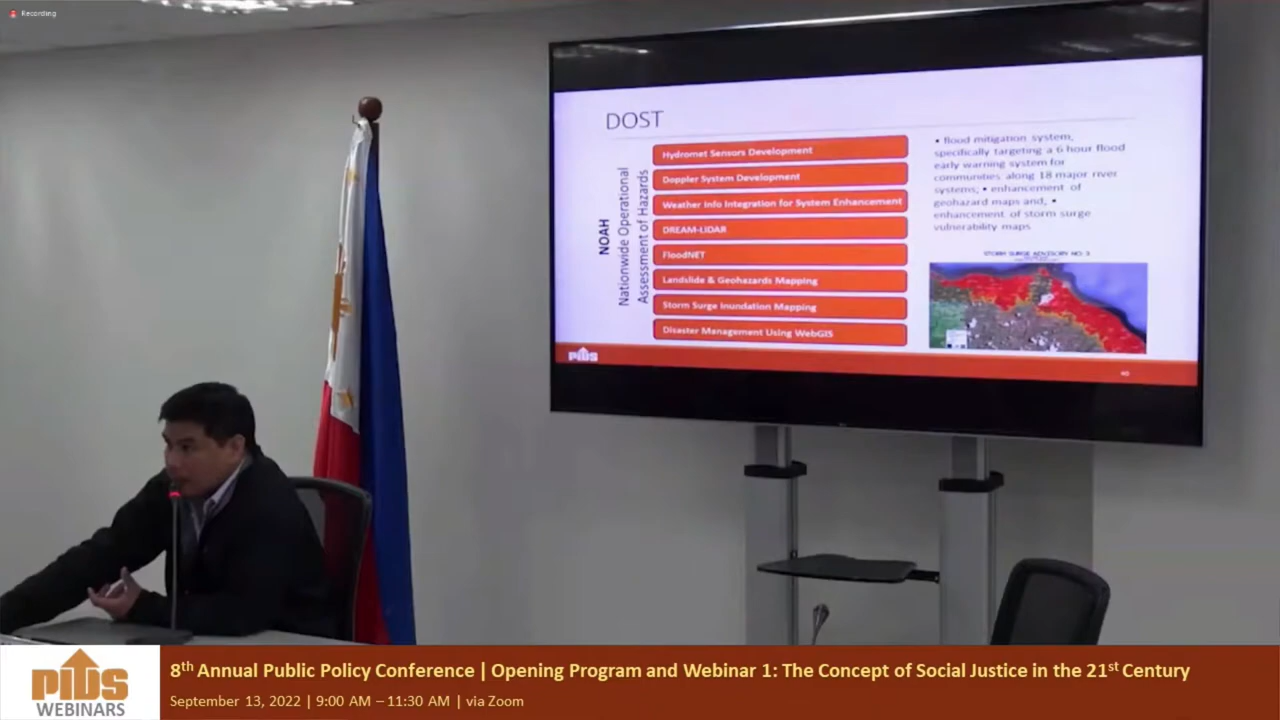 Recording
DOST
NOAH
Nationwide Operational
Assessment of Hazards
Hydromet Sensors Development
Doppler System Development
Weather Info Integration for System Enhancement
DREAM-LIDAR
FloodNET
Landslide & Geohazards Mapping
Storm Surge Inundation Mapping
Disaster Management Using WebGIS
• flood mitigation system,
specifically targeting a 6 hour flood
early warning system for
communities along 18 major river
systems; • enhancement of
geohazard maps and, •
enhancement of storm surge
vulnerability maps
STORM SURGE ADVISORY NO. 3
PIDS
40
PIDS
WEBINARS
8th Annual Public Policy Conference | Opening Program and Webinar 1: The Concept of Social Justice in the 21st Century
September 13, 2022 | 9:00 AM – 11:30 AM | via Zoom